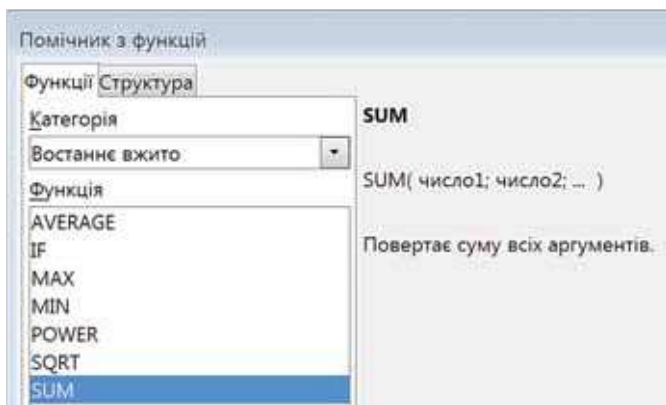 Помічник з функцій
Функції Структура
Категорія
Востаннє вжито
Функція
AVERAGE
IF
MAX
MIN
POWER
SQRT
SUM
SUM
SUM( число1; число2; ... )
Повертає суму всіх аргументів.